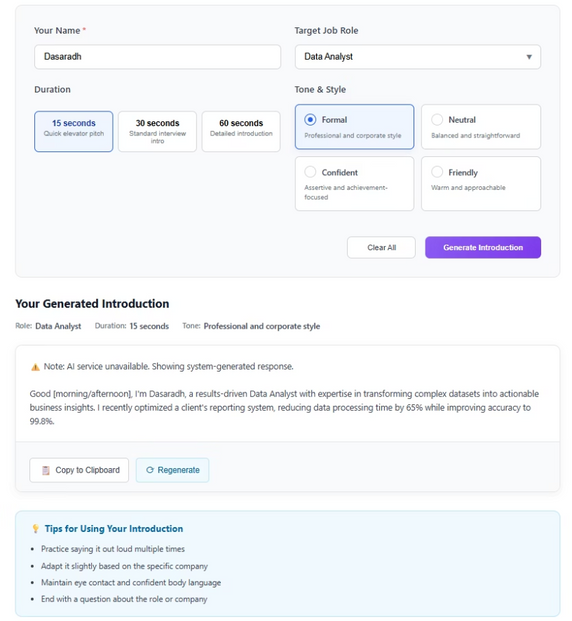 Your Name *
Target Job Role
Dasaradh
Data Analyst
Duration
Tone & Style
15 seconds
Quick elevator pitch
30 seconds
Standard interview
intro
60 seconds
Detailed introduction
Formal
Professional and corporate style
Neutral
Balanced and straightforward
Confident
Assertive and achievement-
focused
Friendly
Warm and approachable
Clear All
Generate Introduction
Your Generated Introduction
Role: Data Analyst Duration: 15 seconds Tone: Professional and corporate style
Note: AI service unavailable. Showing system-generated response.
Good [morning/afternoon], I'm Dasaradh, a results-driven Data Analyst with expertise in transforming complex datasets into actionable
business insights. I recently optimized a client's reporting system, reducing data processing time by 65% while improving accuracy to
99.8%.
Copy to Clipboard
Regenerate
Tips for Using Your Introduction
• Practice saying it out loud multiple times
• Adapt it slightly based on the specific company
• Maintain eye contact and confident body language
• End with a question about the role or company